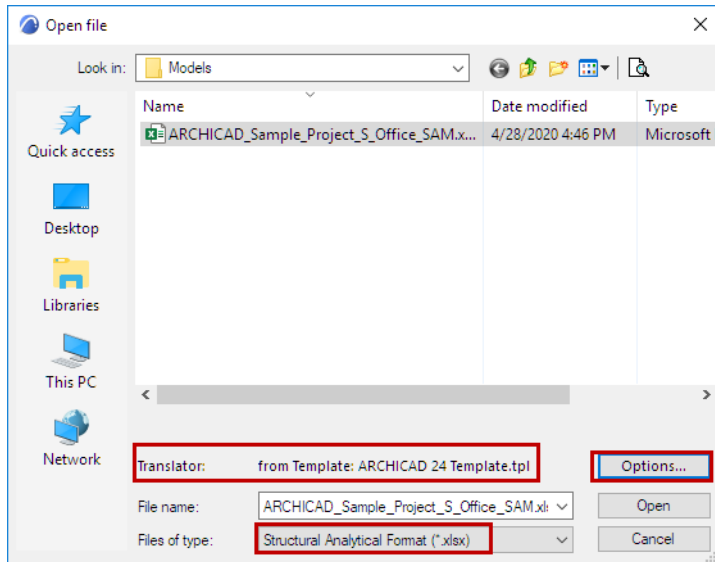 Open file
Look in: Models
Name Date modified Type
ARCHICAD_Sample_Project_S_Office_SAM.x... 4/28/2020 4:46 PM Microsoft
Quick access
Desktop
Libraries
This PC
Network
Translator: from Template: ARCHICAD 24 Template.tpl Options...
File name: ARCHICAD_Sample_Project_S_Office_SAM.xls Open
Files of type: Structural Analytical Format (*.xlsx) Cancel